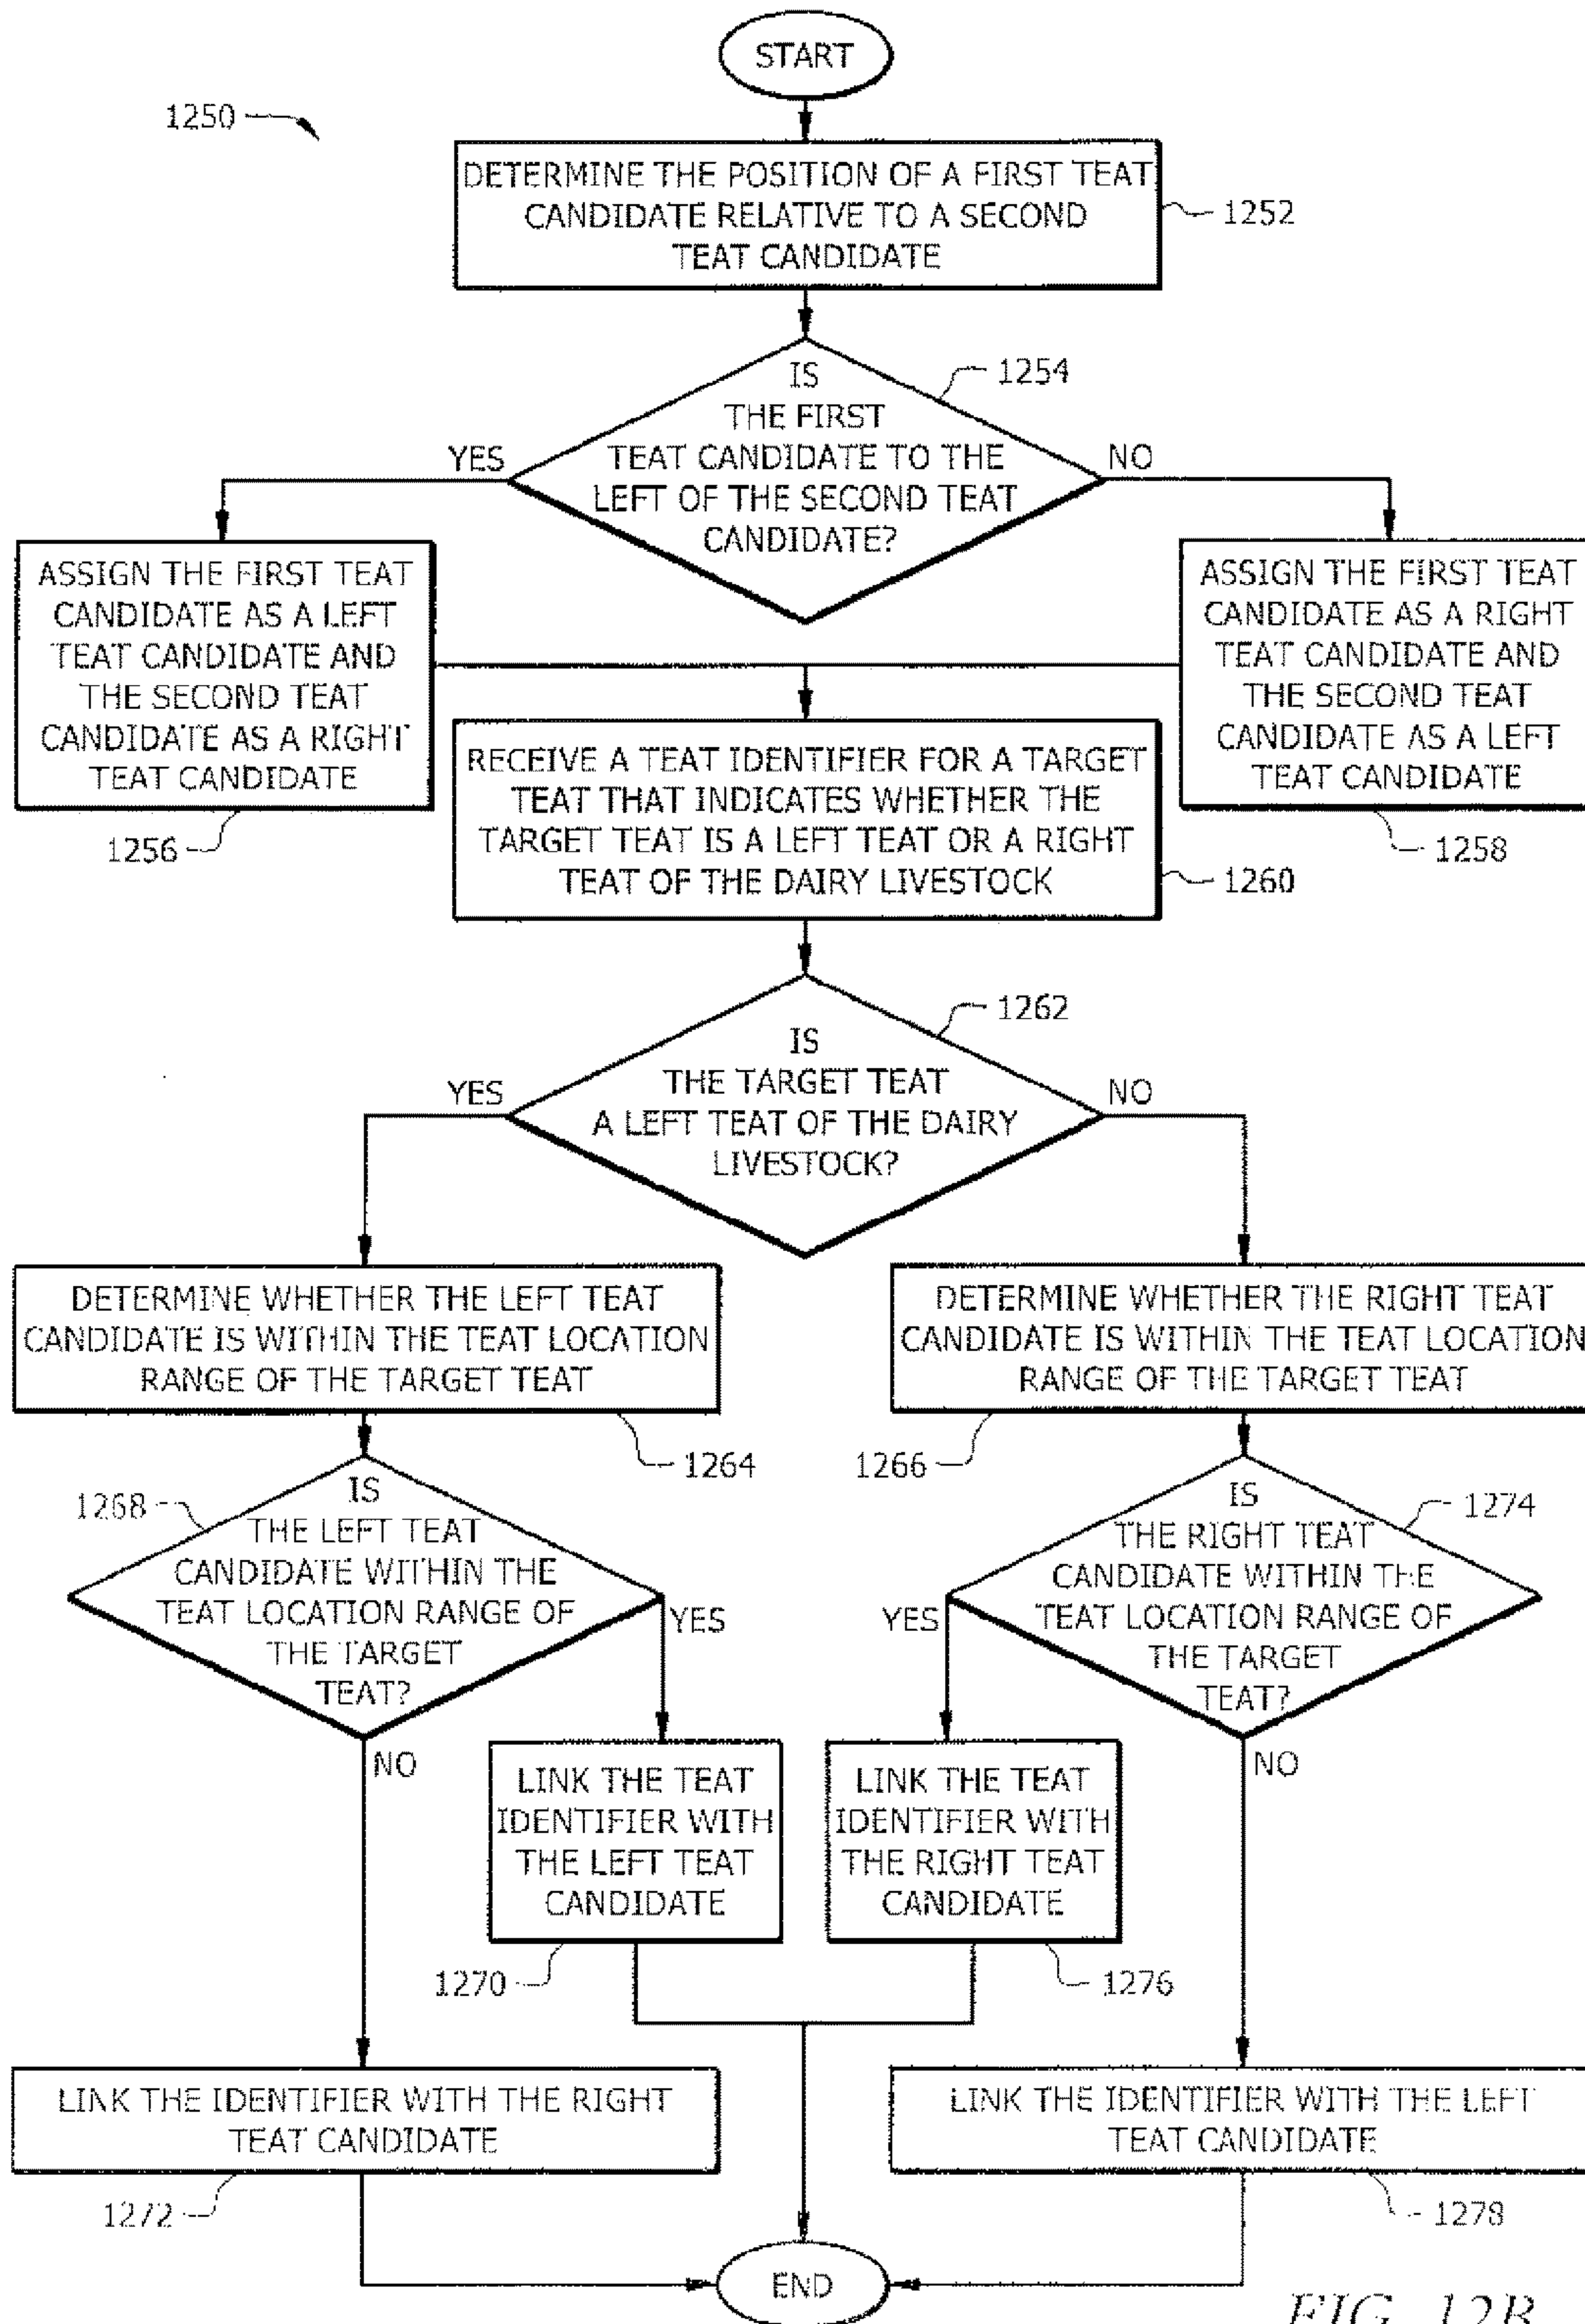 START
1250
DETERMINE THE POSITION OF A FIRST TEAT
CANDIDATE RELATIVE TO A SECOND
TEAT CANDIDATE
1252
IS
THE FIRST
TEAT CANDIDATE TO THE
LEFT OF THE SECOND TEAT
CANDIDATE?
1254
YES
NO
ASSIGN THE FIRST TEAT
CANDIDATE AS A LEFT
TEAT CANDIDATE AND
THE SECOND TEAT
CANDIDATE AS A RIGHT
TEAT CANDIDATE
1256
ASSIGN THE FIRST TEAT
CANDIDATE AS A RIGHT
TEAT CANDIDATE AND
THE SECOND TEAT
CANDIDATE AS A LEFT
TEAT CANDIDATE
1258
RECEIVE A TEAT IDENTIFIER FOR A TARGET
TEAT THAT INDICATES WHETHER THE
TARGET TEAT IS A LEFT TEAT OR A RIGHT
TEAT OF THE DAIRY LIVESTOCK
1260
IS
THE TARGET TEAT
A LEFT TEAT OF THE DAIRY
LIVESTOCK?
1262
YES
NO
DETERMINE WHETHER THE LEFT TEAT
CANDIDATE IS WITHIN THE TEAT LOCATION
RANGE OF THE TARGET TEAT
1264
DETERMINE WHETHER THE RIGHT TEAT
CANDIDATE IS WITHIN THE TEAT LOCATION
RANGE OF THE TARGET TEAT
1266
IS
THE LEFT TEAT
CANDIDATE WITHIN THE
TEAT LOCATION RANGE OF
THE TARGET
TEAT?
1268
YES
NO
IS
THE RIGHT TEAT
CANDIDATE WITHIN THE
TEAT LOCATION RANGE OF
THE TARGET
TEAT?
1274
YES
NO
LINK THE TEAT
IDENTIFIER WITH
THE LEFT TEAT
CANDIDATE
1270
LINK THE TEAT
IDENTIFIER WITH
THE RIGHT TEAT
CANDIDATE
1276
LINK THE IDENTIFIER WITH THE RIGHT
TEAT CANDIDATE
1272
LINK THE IDENTIFIER WITH THE LEFT
TEAT CANDIDATE
1278
END
FIG. 12B